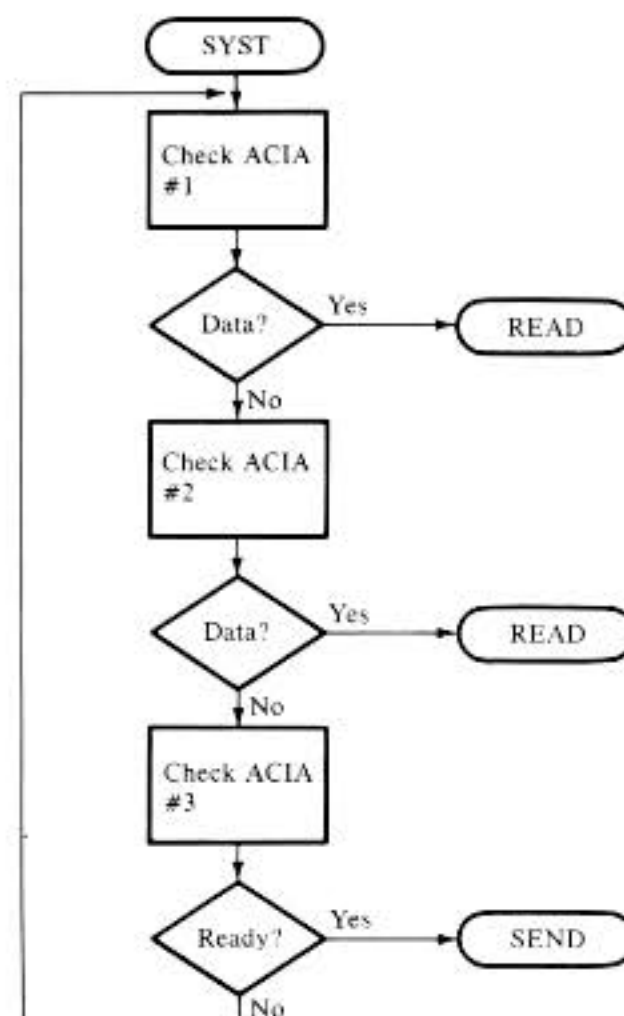 SYST
Check ACIA
#1
Data?
Yes
READ
No
Check ACIA
#2
Data?
Yes
READ
No
Check ACIA
#3
Ready?
Yes
SEND
No